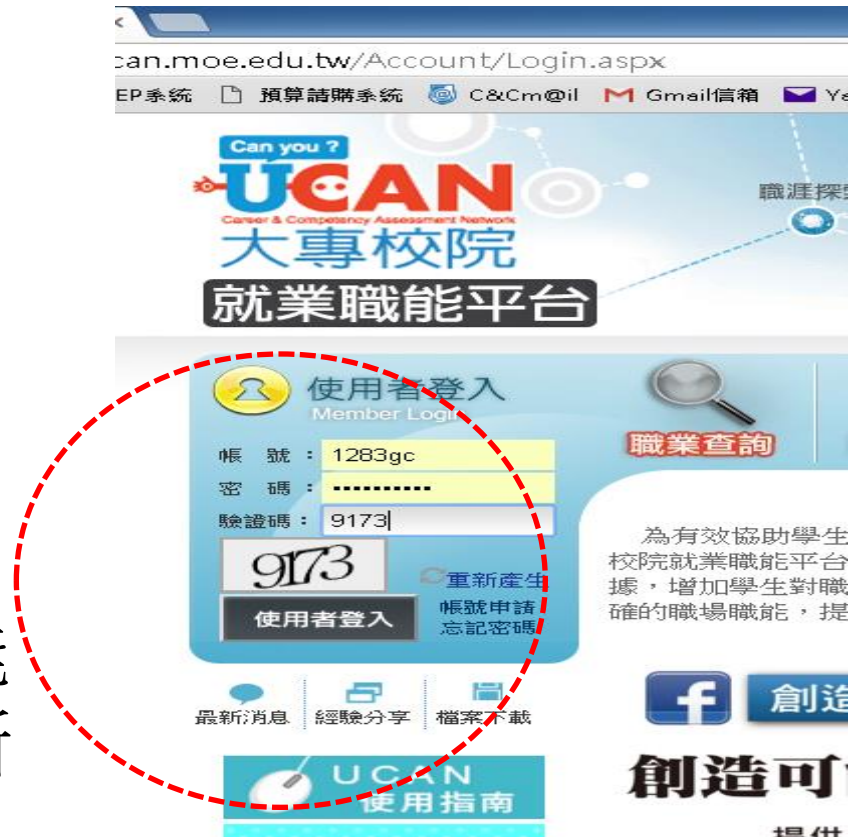 can.moe.edu.tw/Account/Login.aspx
EP系統 預算請購系統 C&Cm@il Gmail信箱
Can you ?
UCAN
Career & Competency Assessment Network
大專校院
就業職能平台
職涯探
使用者登入
Member Login
職業查詢
帳 號： 1283gc
密 碼： ••••••••••
驗證碼： 9173
9173
重新產生
使用者登入
帳號申請
忘記密碼
為有效協助學生
校院就業職能平台
據，增加學生對職
確的職場職能，提
最新消息 經驗分享 檔案下載
f 創造
UCAN
使用指南
創造可
提供